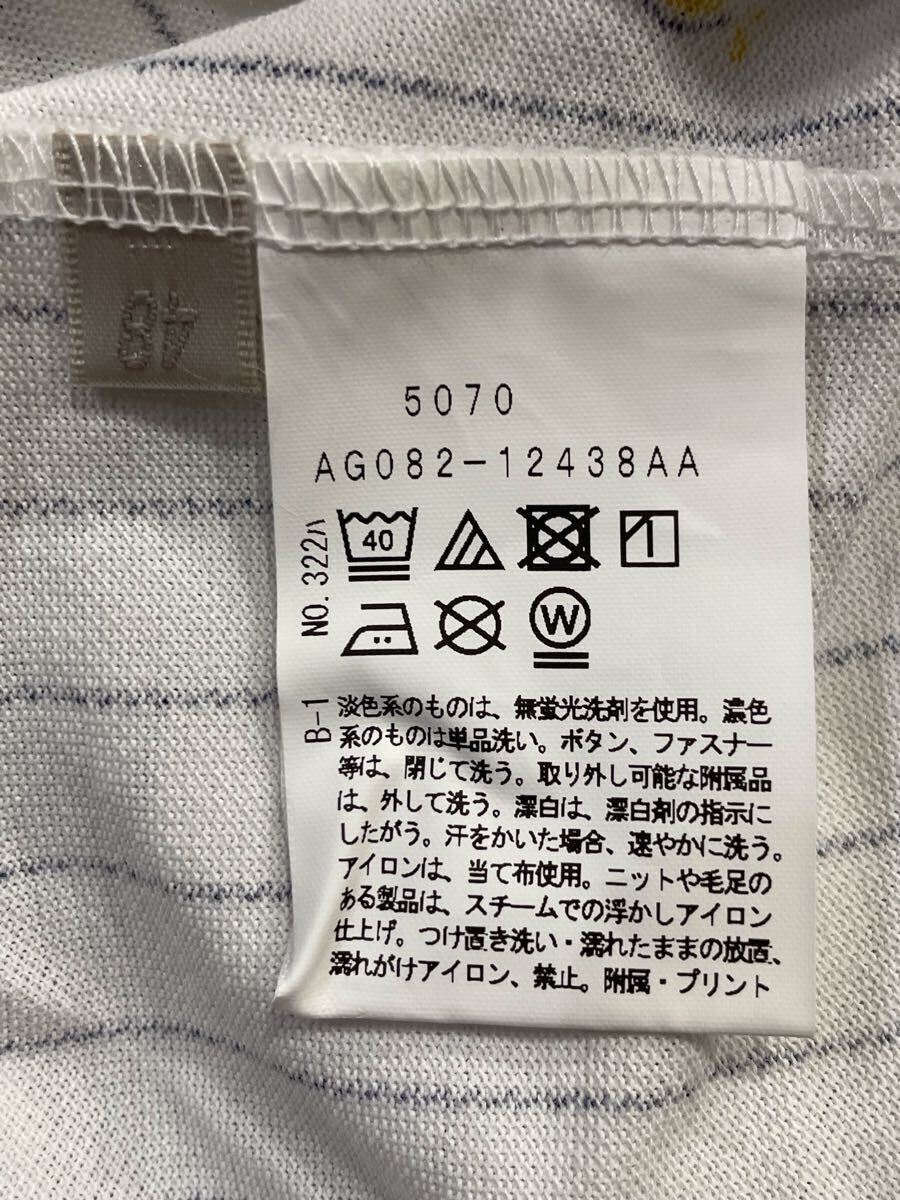 48
5070
AG082-12438AA
NO.322ハ
40
W
B-1
淡色系のものは、無蛍光洗剤を使用。濃色
系のものは単品洗い。ボタン、ファスナー
等は、閉じて洗う。取り外し可能な附属品
は、外して洗う。漂白は、漂白剤の指示に
したがう。汗をかいた場合、速やかに洗う。
アイロンは、当て布使用。ニットや毛足の
ある製品は、スチームでの浮かしアイロン
仕上げ。つけ置き洗い・濡れたままの放置、
濡れがけアイロン、禁止。附属・プリント